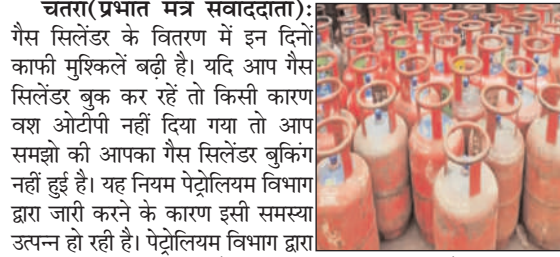 चतरा(प्रभात मंत्र संवाददाता):
गैस सिलेंडर के वितरण में इन दिनों
काफी मुश्किलें बढ़ी है। यदि आप गैस
सिलेंडर बुक कर रहें तो किसी कारण
वश ओटीपी नहीं दिया गया तो आप
समझो की आपका गैस सिलेंडर बुकिंग
नहीं हुई है। यह नियम पेट्रोलियम विभाग
द्वारा जारी करने के कारण इसी समस्या
उत्पन्न हो रही है। पेट्रोलियम विभाग द्वारा